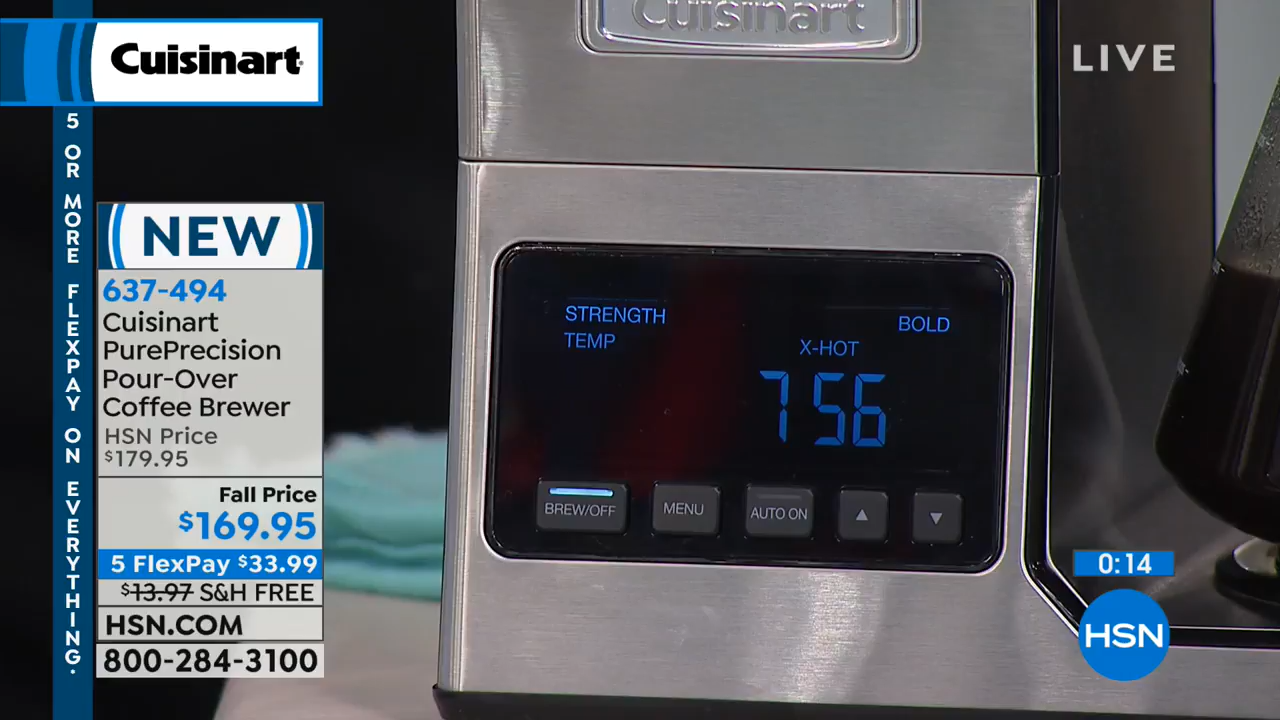 Cuisinart
LIVE
Cuisinart
5 OR MORE FLEXPAY ON EVERYTHING.
NEW
637-494
Cuisinart
PurePrecision
Pour-Over
Coffee Brewer
HSN Price
$179.95
Fall Price
$169.95
5 FlexPay $33.99
$13.97 S&H FREE
HSN.COM
800-284-3100
STRENGTH
BOLD
TEMP
X-HOT
756
BREW/OFF
MENU
AUTO ON
0:14
HSN